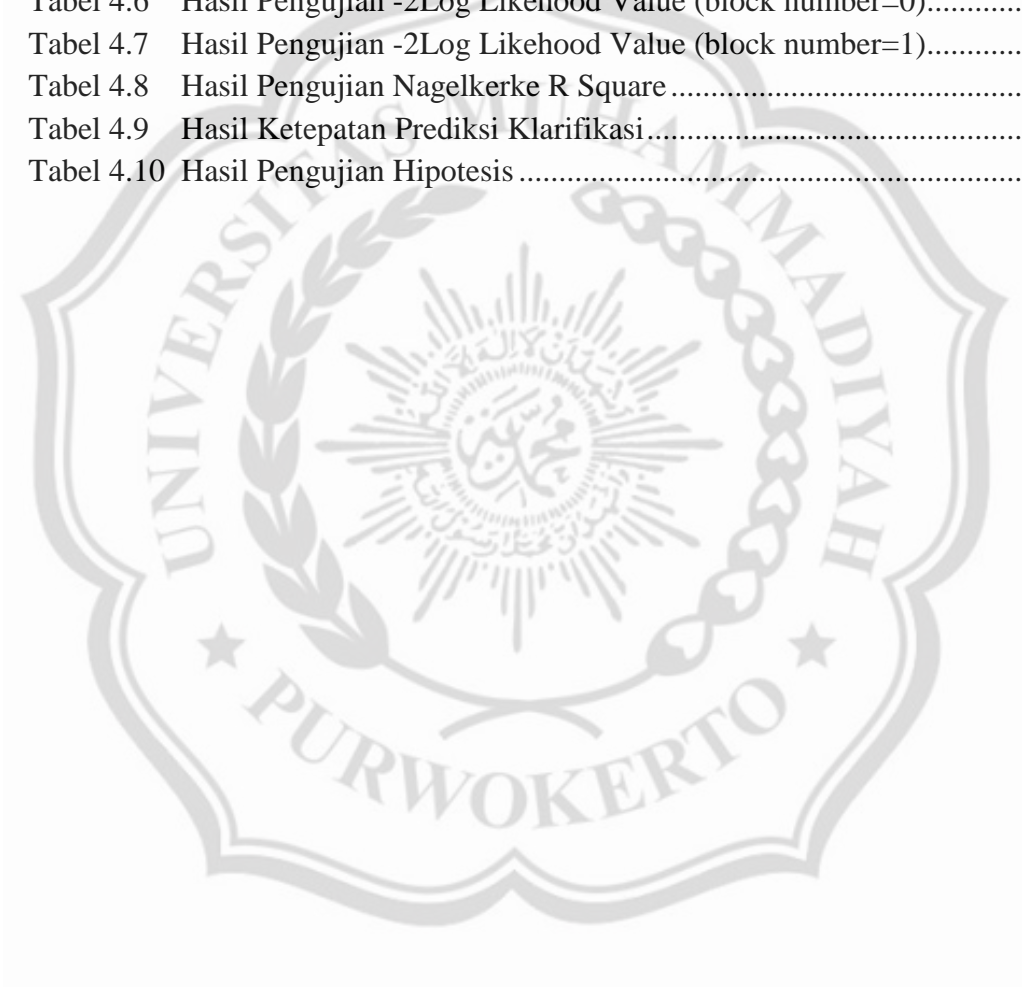 Tabel 4.6 Hasil Pengujian -2Log Likehood Value (block number=0)............
Tabel 4.7 Hasil Pengujian -2Log Likehood Value (block number=1)............
Tabel 4.8 Hasil Pengujian Nagelkerke R Square............................................
Tabel 4.9 Hasil Ketepatan Prediksi Klarifikasi...............................................
Tabel 4.10 Hasil Pengujian Hipotesis ................................................................
UNIVERSITAS MUHAMMADIYAH
PURWOKERTO